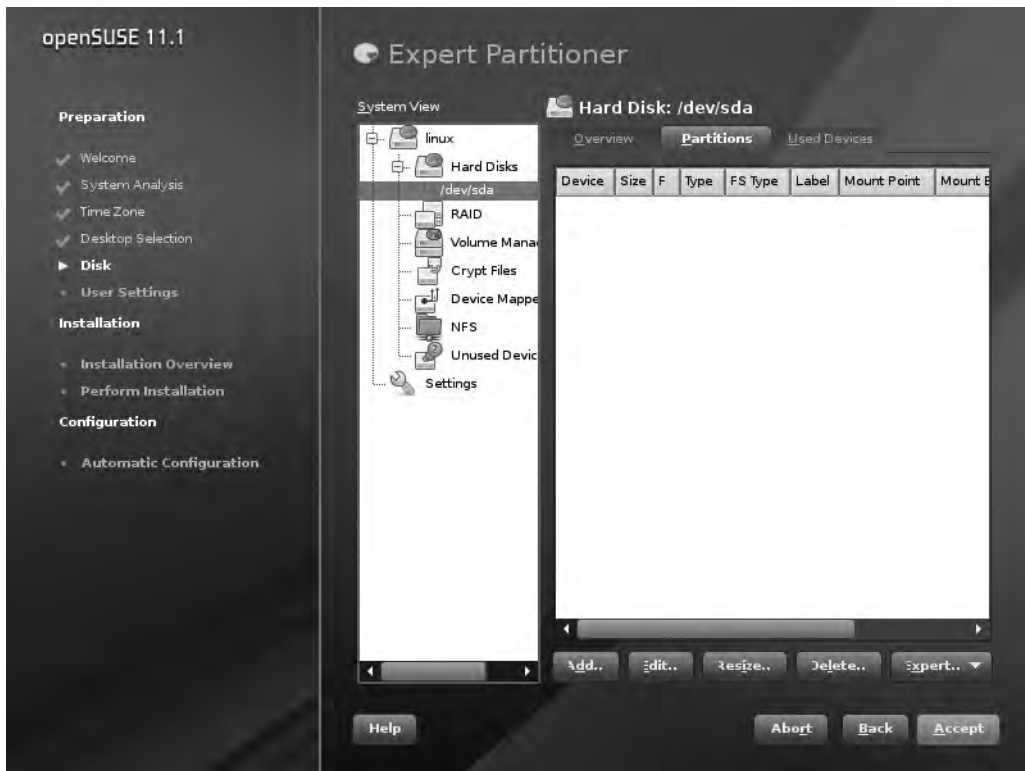 openSUSE 11.1
Preparation
Welcome
System Analysis
Time Zone
Desktop Selection
Disk
User Settings
Installation
Installation Overview
Perform Installation
Configuration
Automatic Configuration
Expert Partitioner
System View
linux
Hard Disks
/dev/sda
RAID
Volume Mana
Crypt Files
Device Mappe
NFS
Unused Devic
Settings
Hard Disk: /dev/sda
Overview Partitions Used Devices
Device Size F Type FS Type Label Mount Point Mount B
Add.. Edit.. Resize.. Delete.. Expert..
Help Abort Back Accept